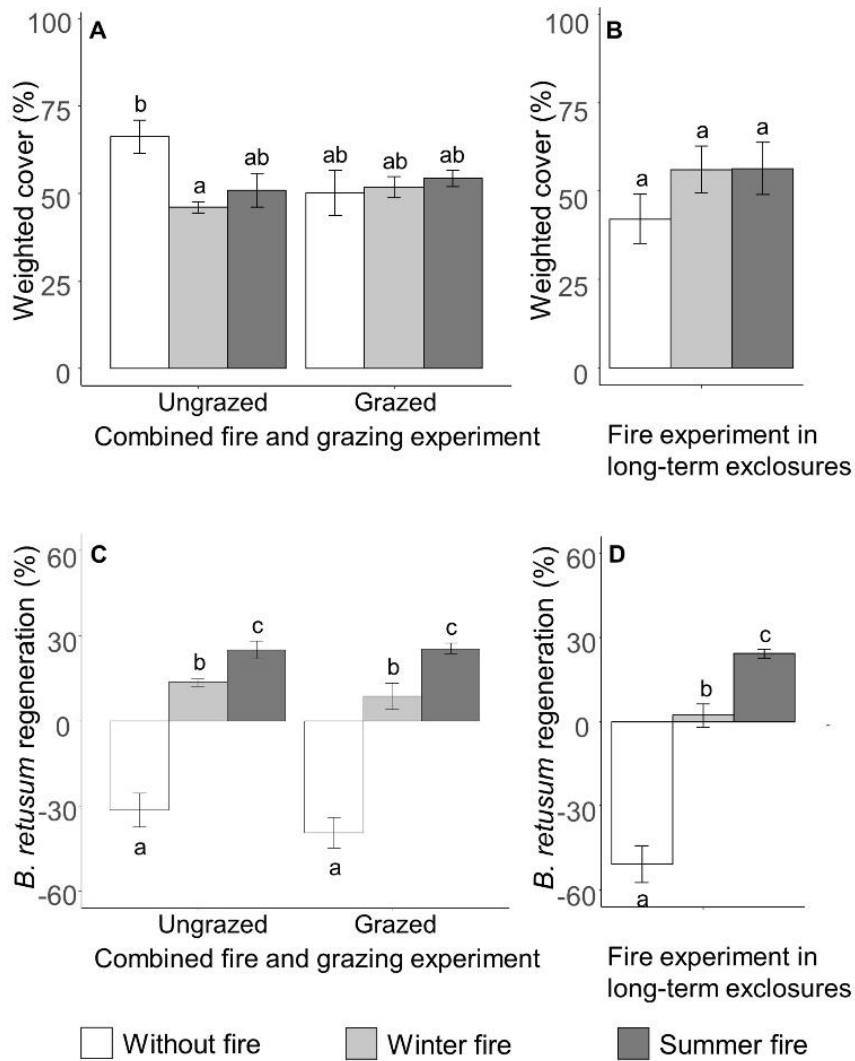 A
Weighted cover (%)
100
75
50
25
0
b
a
ab
ab
ab
ab
Ungrazed
Grazed
Combined fire and grazing experiment
B
Weighted cover (%)
100
75
50
25
0
a
a
a
Fire experiment in
long-term exclosures
C
B. retusum regeneration (%)
60
30
0
-30
-60
a
b
c
a
b
c
Ungrazed
Grazed
Combined fire and grazing experiment
D
B. retusum regeneration (%)
60
30
0
-30
-60
a
b
c
Fire experiment in
long-term exclosures
Without fire
Winter fire
Summer fire